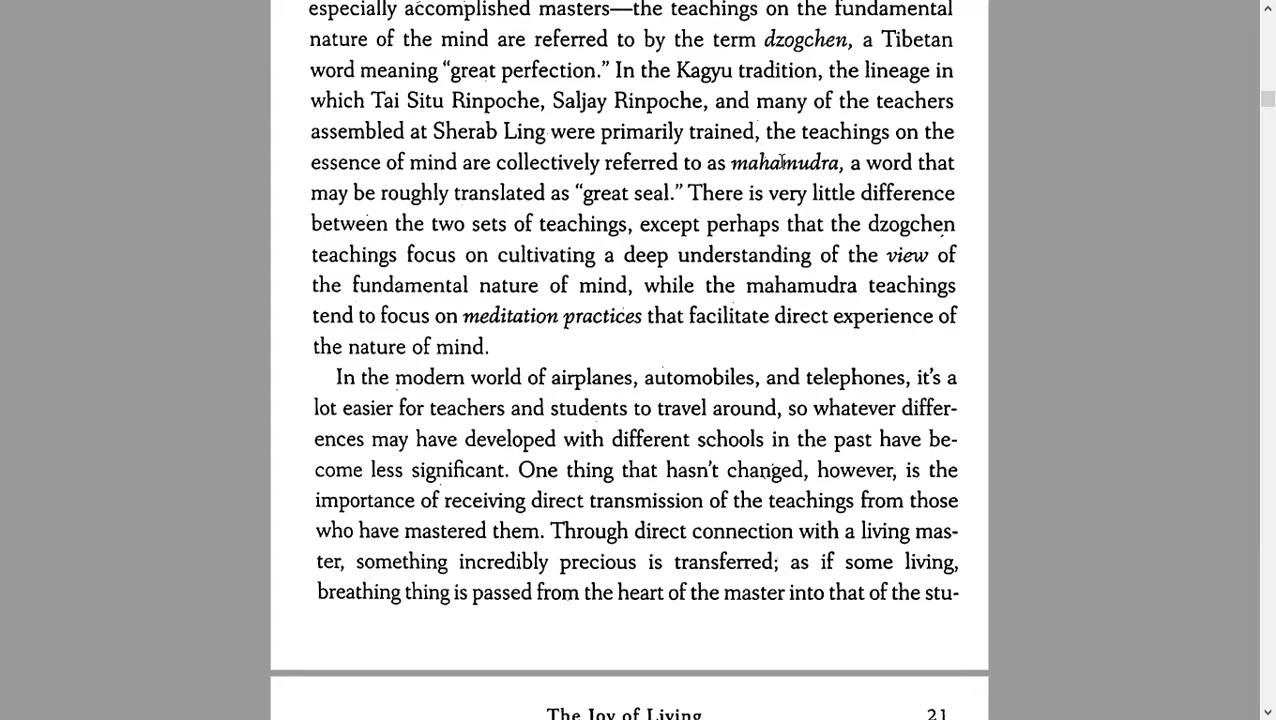 especially accomplished masters—the teachings on the fundamental
nature of the mind are referred to by the term dzogchen, a Tibetan
word meaning “great perfection.” In the Kagyu tradition, the lineage in
which Tai Situ Rinpoche, Saljay Rinpoche, and many of the teachers
assembled at Sherab Ling were primarily trained, the teachings on the
essence of mind are collectively referred to as mahamudra, a word that
may be roughly translated as “great seal.” There is very little difference
between the two sets of teachings, except perhaps that the dzogchen
teachings focus on cultivating a deep understanding of the view of
the fundamental nature of mind, while the mahamudra teachings
tend to focus on meditation practices that facilitate direct experience of
the nature of mind.
In the modern world of airplanes, automobiles, and telephones, it’s a
lot easier for teachers and students to travel around, so whatever differ-
ences may have developed with different schools in the past have be-
come less significant. One thing that hasn’t changed, however, is the
importance of receiving direct transmission of the teachings from those
who have mastered them. Through direct connection with a living mas-
ter, something incredibly precious is transferred; as if some living,
breathing thing is passed from the heart of the master into that of the stu-
The Joy of Living 21